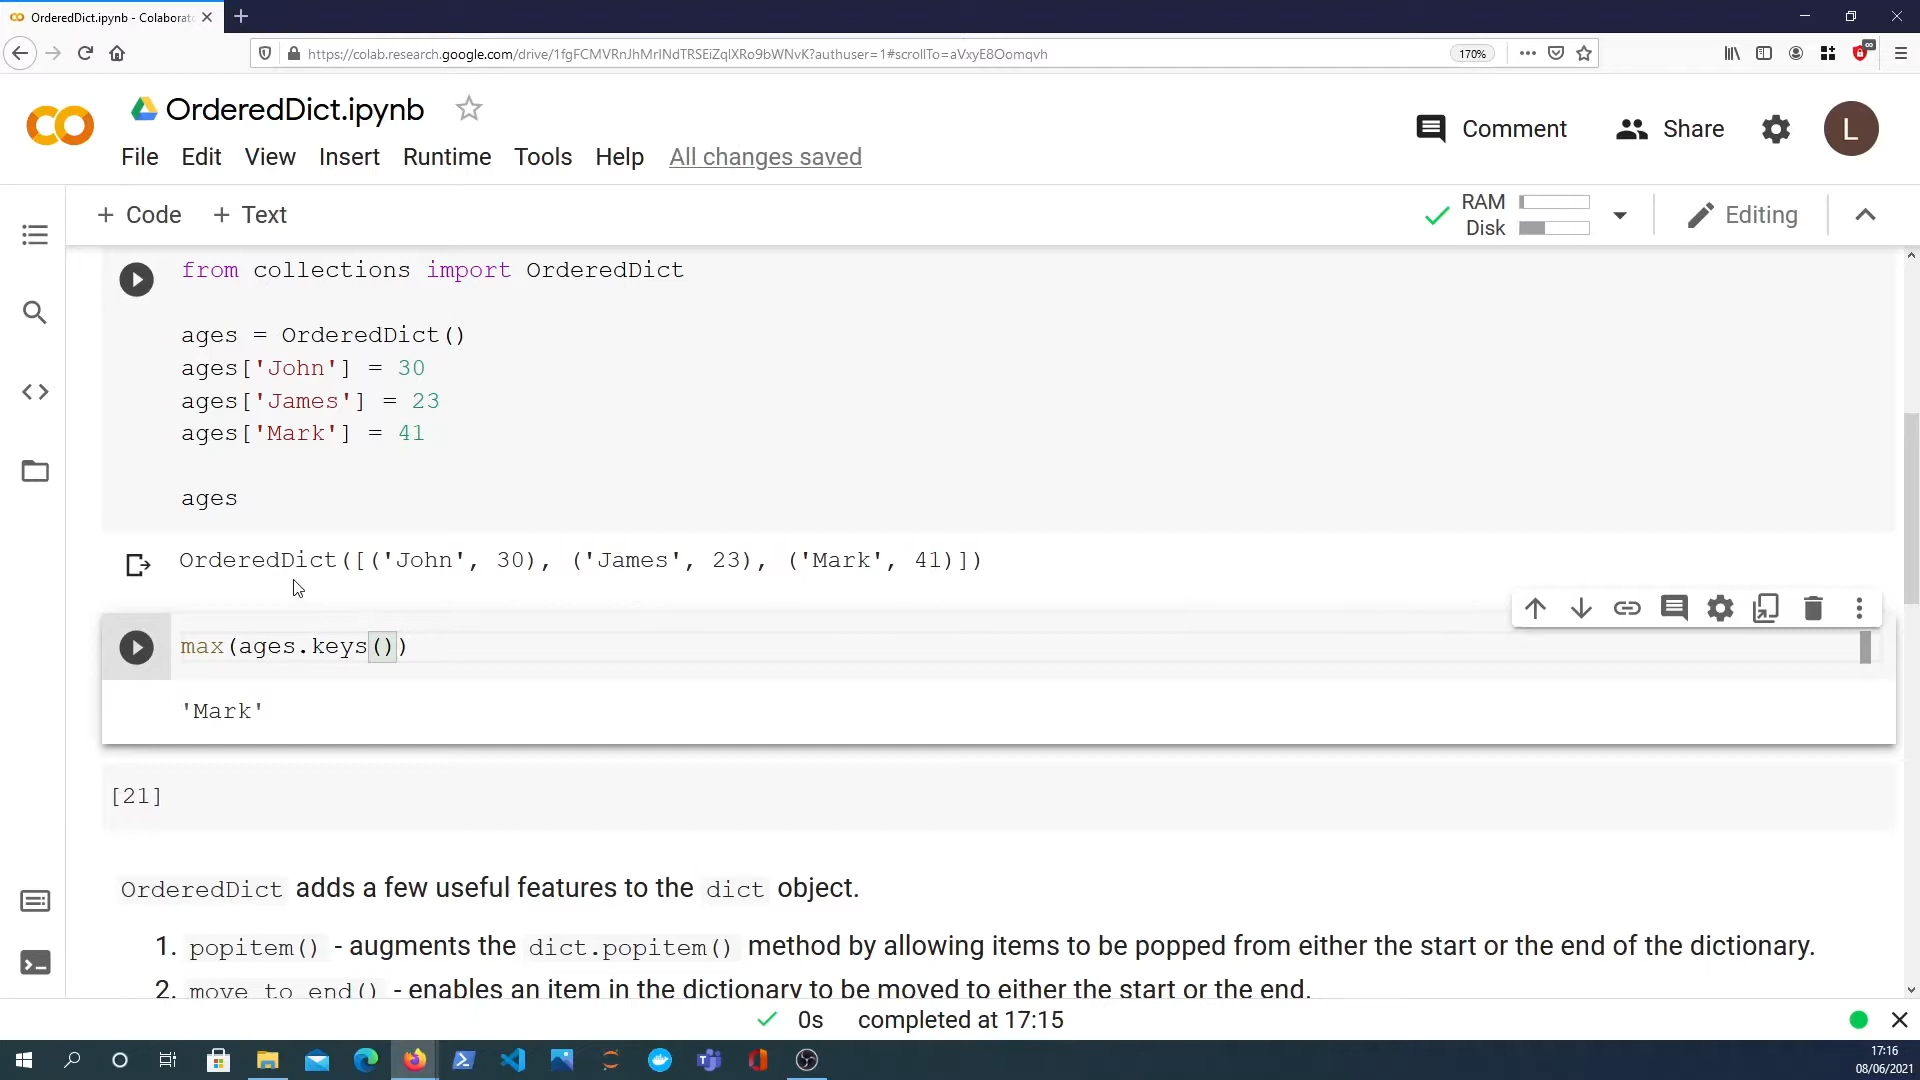 OrderedDict.ipynb - Colaborato
https://colab.research.google.com/drive/1fgFCMVRnJhMrINdTRSEiZqlXRo9bWNvK?authuser=1#scrollTo=aVxyE8Oomqvh
170%
OrderedDict.ipynb
Comment
Share
L
File Edit View Insert Runtime Tools Help All changes saved
+ Code + Text
RAM
Disk
Editing
from collections import OrderedDict
ages = OrderedDict()
ages['John'] = 30
ages['James'] = 23
ages['Mark'] = 41
ages
OrderedDict([('John', 30), ('James', 23), ('Mark', 41)])
max(ages.keys())
'Mark'
[21]
OrderedDict adds a few useful features to the dict object.
1. popitem() - augments the dict.popitem() method by allowing items to be popped from either the start or the end of the dictionary.
2. move_to_end() - enables an item in the dictionary to be moved to either the start or the end.
0s completed at 17:15
17:16
08/06/2021